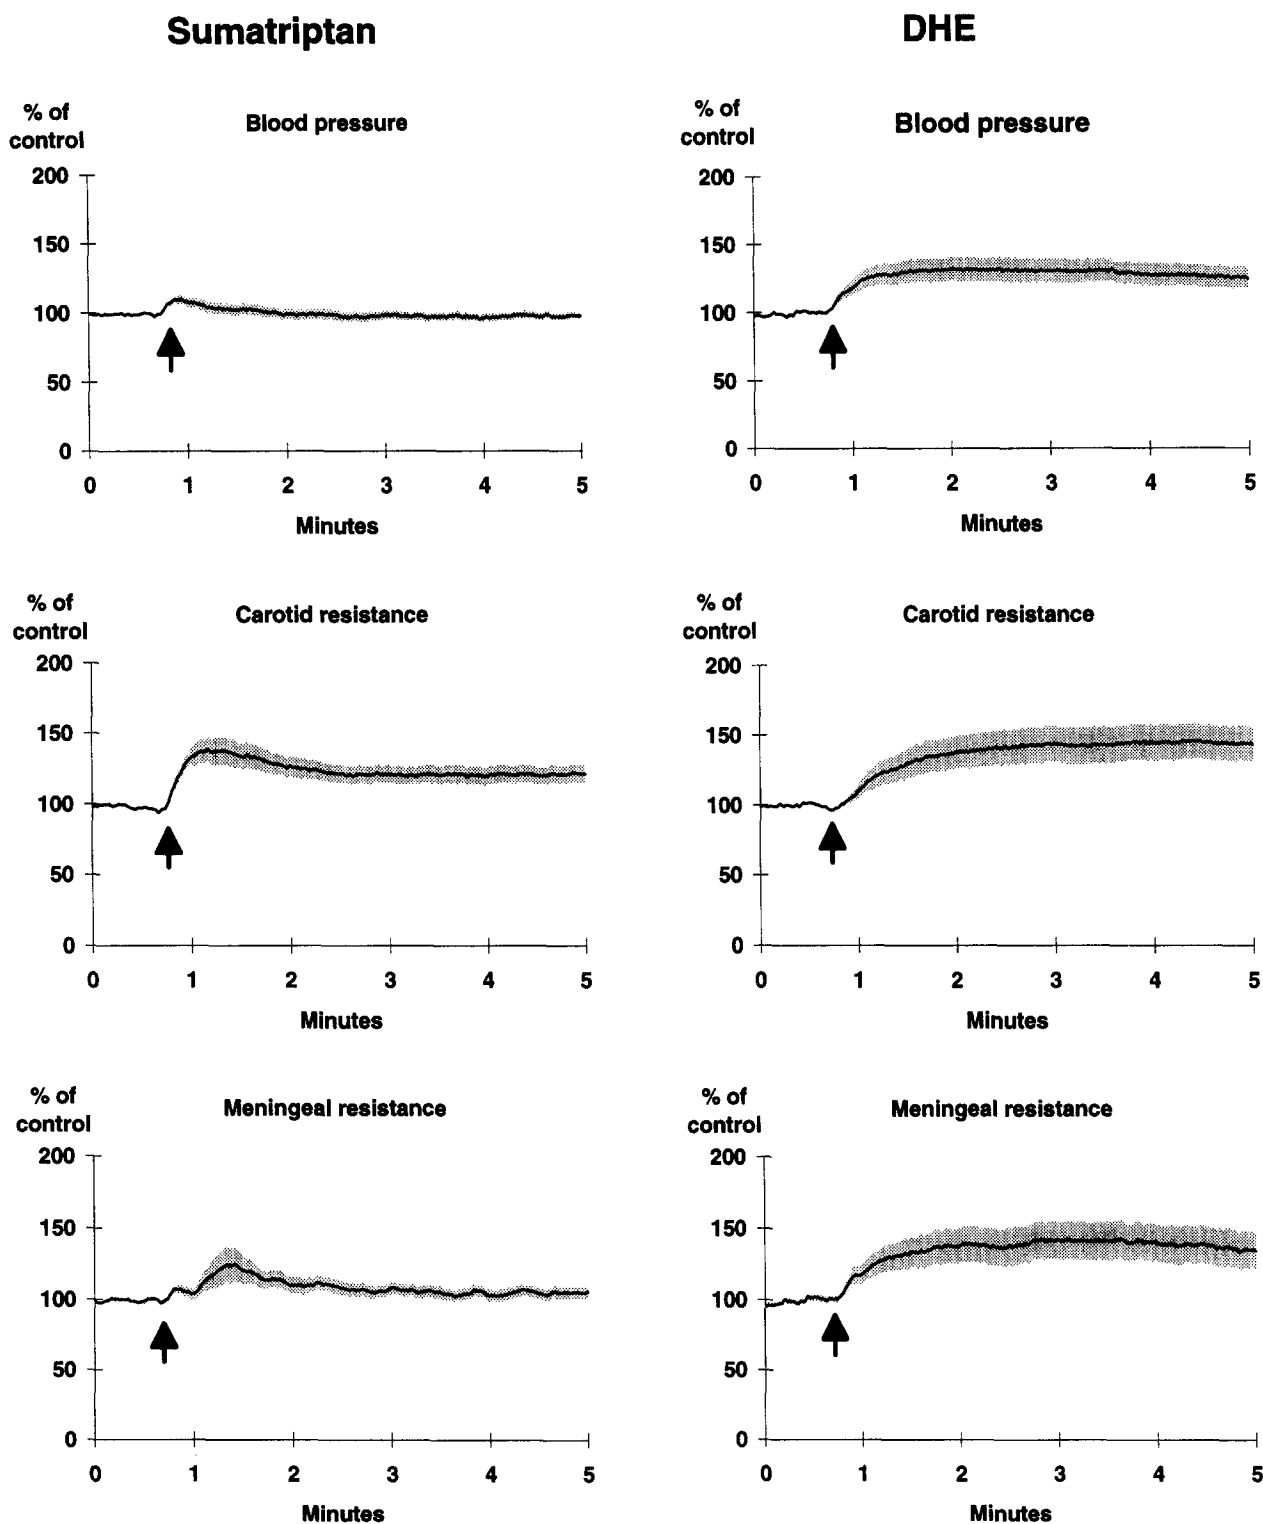 Sumatriptan
DHE
% of
control
Blood pressure
200
150
100
50
0
0 1 2 3 4 5
Minutes
% of
control
Blood pressure
200
150
100
50
0
0 1 2 3 4 5
Minutes
% of
control
Carotid resistance
200
150
100
50
0
0 1 2 3 4 5
Minutes
% of
control
Carotid resistance
200
150
100
50
0
0 1 2 3 4 5
Minutes
% of
control
Meningeal resistance
200
150
100
50
0
0 1 2 3 4 5
Minutes
% of
control
Meningeal resistance
200
150
100
50
0
0 1 2 3 4 5
Minutes